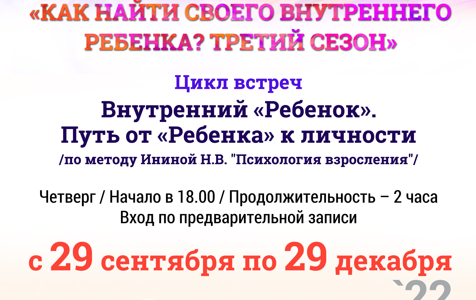 «КАК НАЙТИ СВОЕГО ВНУТРЕННЕГО
РЕБЕНКА? ТРЕТИЙ СЕЗОН»
Цикл встреч
Внутренний «Ребенок».
Путь от «Ребенка» к личности
/по методу Ининой Н.В. "Психология взросления"/
Четверг / Начало в 18.00 / Продолжительность – 2 часа
Вход по предварительной записи
с 29 сентября по 29 декабря
`22